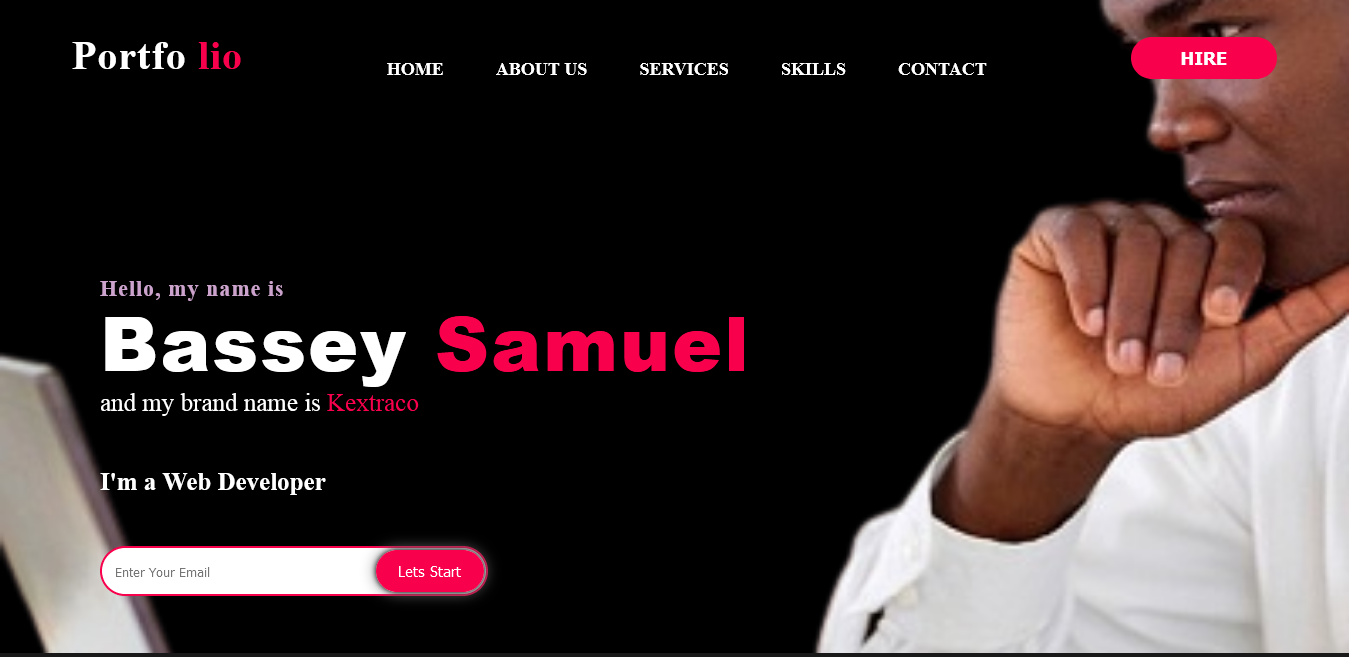 Portfo lio
HOME ABOUT US SERVICES SKILLS CONTACT HIRE
Hello, my name is
Bassey Samuel
and my brand name is Kextraco
I'm a Web Developer
Enter Your Email Lets Start